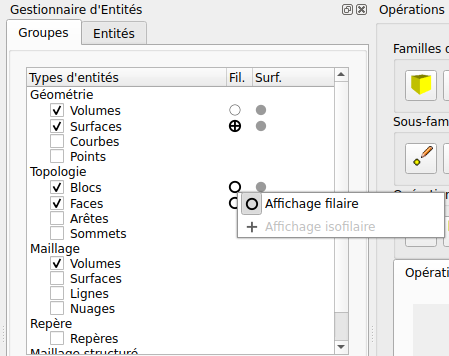 Gestionnaire d'Entités
Opérations
Groupes
Entités
Familles
Types d'entités Fil. Surf.
Géométrie
Volumes
Surfaces
Courbes
Points
Sous-fam
Topologie
Blocs
Faces
Affichage filaire
Arêtes
Affichage isofilaire
Sommets
Maillage
Volumes
Surfaces
Lignes
Nuages
Opérati
Repère
Repères
Maillage structuré